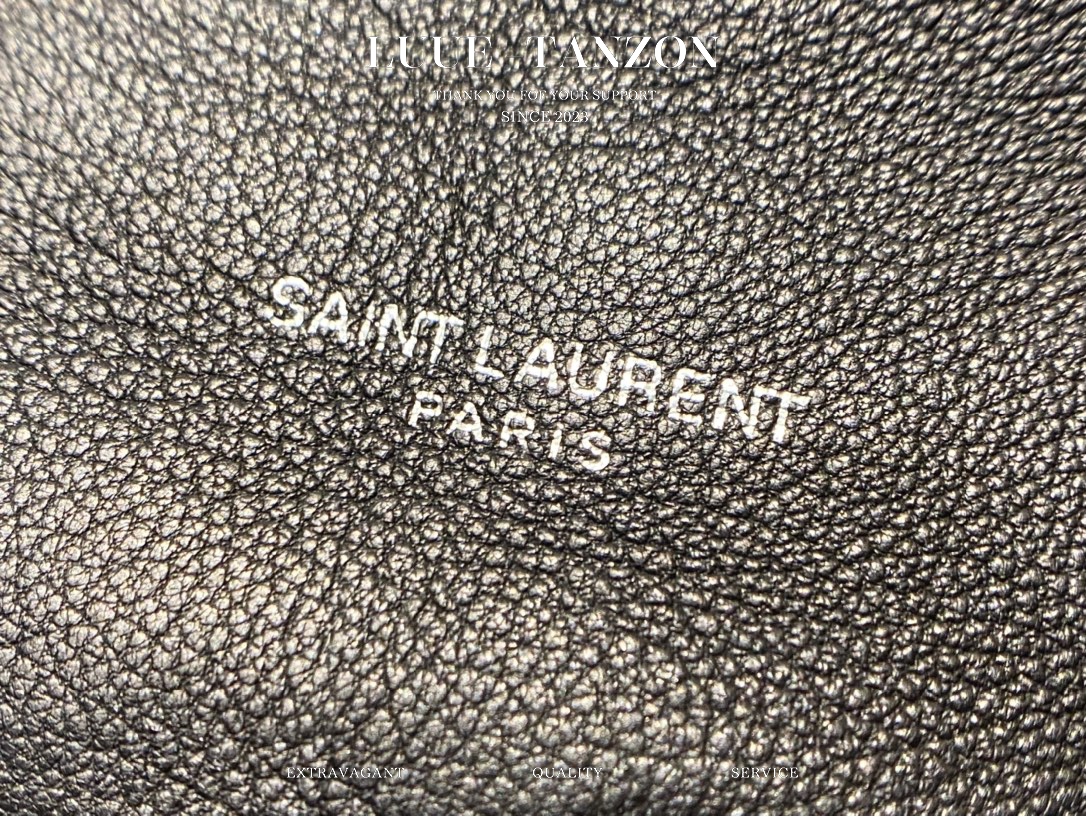 LUUE TANZON
THANK YOU FOR YOUR SUPPORT
SINCE 2023
SAINT LAURENT
PARIS
EXTRAVAGANT QUALITY SERVICE